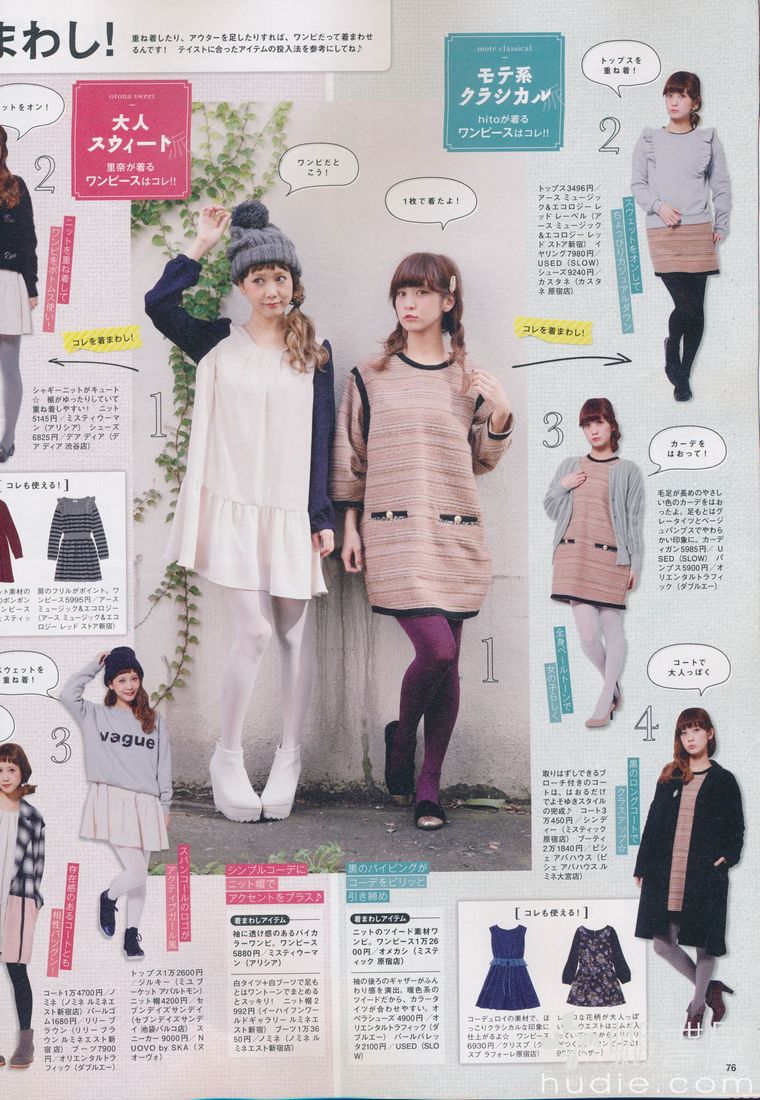 まわし!
重ね着したり、アウターを足したりすれば、ワンピだって着まわせ
るんです!　テイストに合ったアイテムの投入法を参考にしてね♪
otona sweet
大人
スウィート派
里奈が着る
ワンピースはコレ!!
ットをオン!
2
ニットを重ね着して
ワンピをボトムス使い!
コレを着まわし!
シャギーニットがキュート
☆　裾がゆったりしていて
重ね着しやすい!　ニット
5145円/ミスティウーマ
ン(アリシア)　シューズ
6825円/デア ディア(デ
ア ディア 渋谷店)
[コレも使える!]
肩のフリルがポイント。ワ
ンピース5995円/アース
ミュージック&エコロジー
(アース ミュージック&エコ
ロジー レッド ストア新宿)
ウェットを
重ね着!
3
vague
スパンコールのロゴが
アクティブガール風
存在感のあるコートとも
相性バツグン!
コート1万4700円/ノ
ミネ(ノミネ ルミネエ
スト新宿店) パールゴ
ム1680円/リリー ブ
ラウン(リリー ブラウ
ン ルミネエスト新宿
店) ブーツ7900
円/オリエンタルトラフ
ィック(ダブルエー)
トップス1万2600円
/ジルキー(ミユ ブ
ーケット アパルトモン)
ニット帽4200円/セ
ブンデイズサンデイ
(セブンデイズサンデ
イ 池袋パルコ店) ス
ニーカー9000円/N
UOVO by SKA(ヌ
オーヴォ)
ワンピだと
こう!
1枚で着たよ!
1
1
シンプルコーデに
ニット帽で
アクセントをプラス♪
着まわしアイテム
袖に透け感のあるバイカ
ラーワンピ。ワンピース
5880円/ミスティウーマン
(アリシア)
白タイツ+白ブーツで足も
とはワントーンでまとめる
とスッキリ!　ニット帽2
992円(イーハイフンワー
ルドギャラリー ルミネエ
スト新宿)　ブーツ1万36
50円/ノミネ(ノミネ ル
ミネエスト新宿店)
黒のパイピングが
コーデをピリッと
引き締め
着まわしアイテム
ニットのツイード素材ワ
ンピ。ワンピース1万26
00円/オメカシ(ミステ
ィック 原宿店)
袖の後ろのギャザーがふん
わり感を演出。暖色系の
ツイードだから、カラータ
イツが合わせやすい。オ
ペラシューズ4900円/オ
リエンタルトラフィック(ダ
ブルエー) パールバレッ
タ2100円/USED(SLO
W)
mote classical
モテ系
クラシカル派
hitoが着る
ワンピースはコレ!!
トップスを
重ね着!
2
スウェットをオンして
ちょっぴりカジュアルダウン
トップス3496円/
アース ミュージッ
ク&エコロジー レ
ッド レーベル(ア
ース ミュージック
&エコロジー レッ
ド ストア新宿) イ
ヤリング7980円/
USED(SLOW)
シューズ9240円/
カスタネ(カスタ
ネ 原宿店)
コレを着まわし!
3
カーデを
はおって!
毛足が長めのやさし
い色のカーデをはお
ったよ。足もとはグ
レータイツとベージ
ュパンプスでやわら
かい印象に。カーデ
ィガン5985円/U
SED(SLOW) パ
ンプス5900円/オ
リエンタルトラフィ
ック(ダブルエー)
全身ペールトーンで
女の子らしく
コートで
大人っぽく
4
黒のロングコートで
クラスアップ☆
取りはずしできるブ
ローチ付きのコート
は、はおるだけで
よそゆきスタイル
の完成♪　コート3
万450円/シンデ
ィー(ミスティック
原宿店) ブーティ
2万1840円/ビシ
ェ アバハウス(ビ
シェ アバハウス ル
ミネ大宮店)
[コレも使える!]
コーデュロイの素材で、ほ
っこりクラシカルな印象に
仕上がるよ☆ ワンピース
6930円/クリスプ(ク
スプ ラフォーレ原宿店)
76
hudie.com